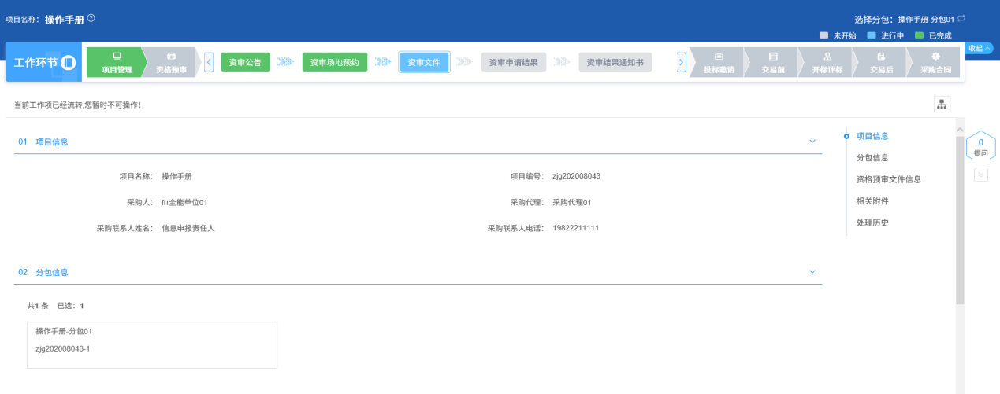 项目名称：操作手册
选择分包：操作手册-分包01
未开始 进行中 已完成
收起
工作环节
项目管理 资格预审 资审公告 资审场地预约 资审文件 资审申请结果 资审结果通知书 投标邀请 交易前 开标评标 交易后 采购合同
当前工作项已经流转,您暂时不可操作！
01 项目信息
项目名称： 操作手册 项目编号： zjg202008043
采购人： frr全能单位01 采购代理： 采购代理01
采购联系人姓名： 信息申报责任人 采购联系人电话： 19822211111
02 分包信息
共1 条 已选：1
操作手册-分包01
zjg202008043-1
项目信息
分包信息
资格预审文件信息
相关附件
处理历史
0
提问